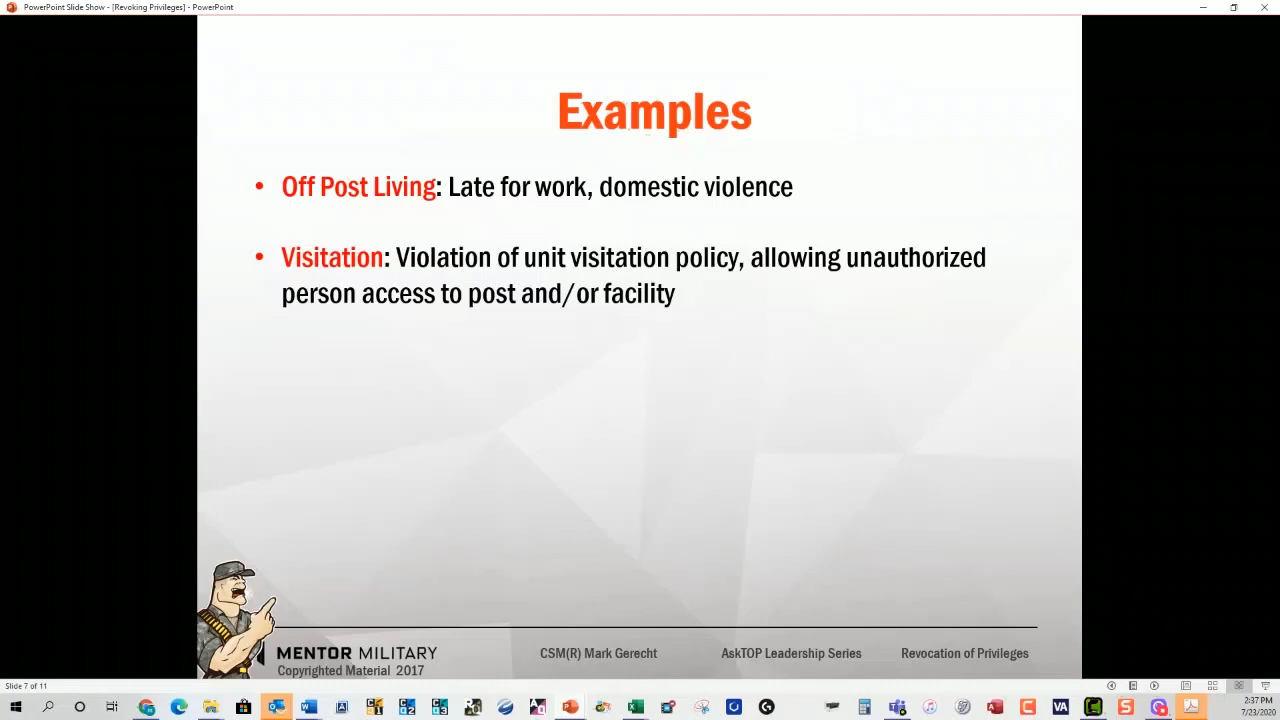 PowerPoint Slide Show - [Revoking Privileges] - PowerPoint
Examples
• Off Post Living: Late for work, domestic violence
• Visitation: Violation of unit visitation policy, allowing unauthorized
person access to post and/or facility
MENTOR MILITARY
Copyrighted Material 2017
CSM(R) Mark Gerecht
AskTOP Leadership Series
Revocation of Privileges
Slide 7 of 11
2:37 PM
7/23/2020